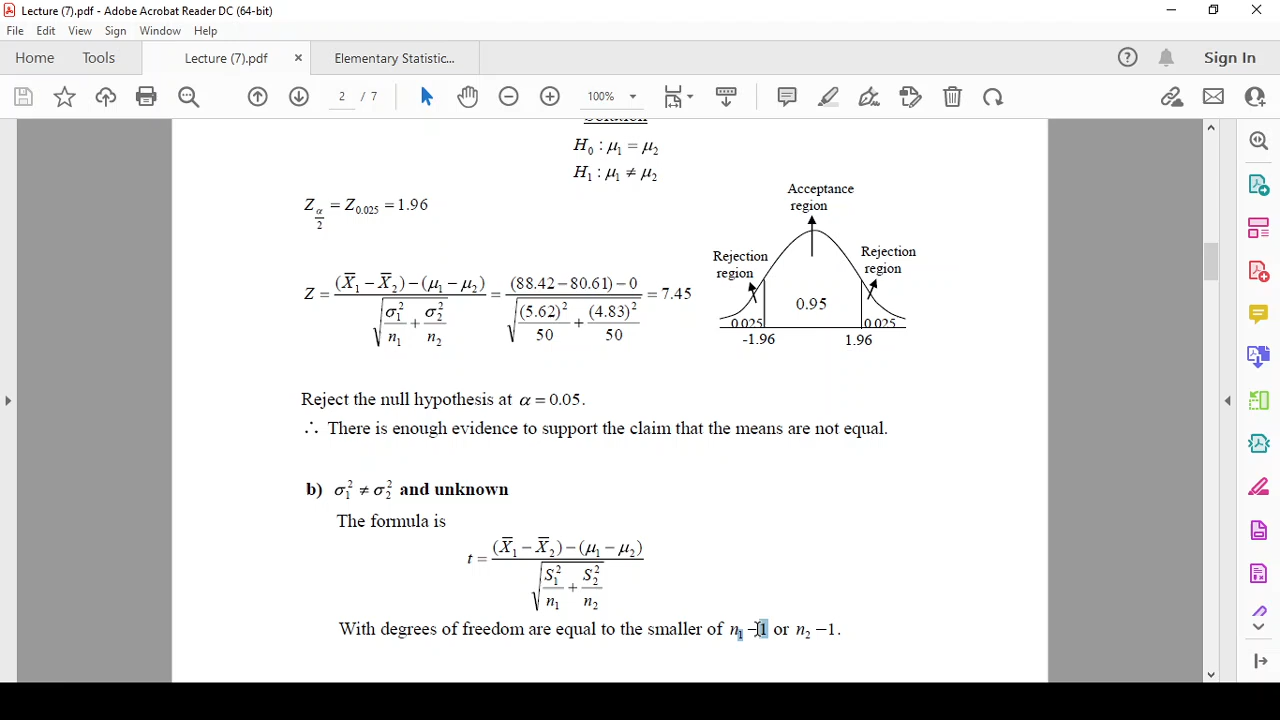 Lecture (7).pdf - Adobe Acrobat Reader DC (64-bit)
File Edit View Sign Window Help
Home Tools Lecture (7).pdf × Elementary Statistic... ? Sign In
2 / 7 100%
Solution
H₀ : μ₁ = μ₂
H₁ : μ₁ ≠ μ₂
Z_{α/2} = Z_{0.025} = 1.96
Acceptance
region
Rejection
region
Rejection
region
0.95
0.025
0.025
-1.96
1.96
Z = ((X̅₁ − X̅₂) − (μ₁ − μ₂)) / √(σ₁²/n₁ + σ₂²/n₂) = ((88.42 − 80.61) − 0) / √((5.62)²/50 + (4.83)²/50) = 7.45
Reject the null hypothesis at α = 0.05.
∴ There is enough evidence to support the claim that the means are not equal.
b) σ₁² ≠ σ₂² and unknown
The formula is
t = ((X̅₁ − X̅₂) − (μ₁ − μ₂)) / √(S₁²/n₁ + S₂²/n₂)
With degrees of freedom are equal to the smaller of n₁ −1 or n₂ −1.